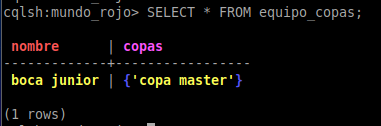 cqlsh:mundo_rojo> SELECT * FROM equipo_copas;
nombre | copas
-------------+-----------------
boca junior | {'copa master'}
(1 rows)